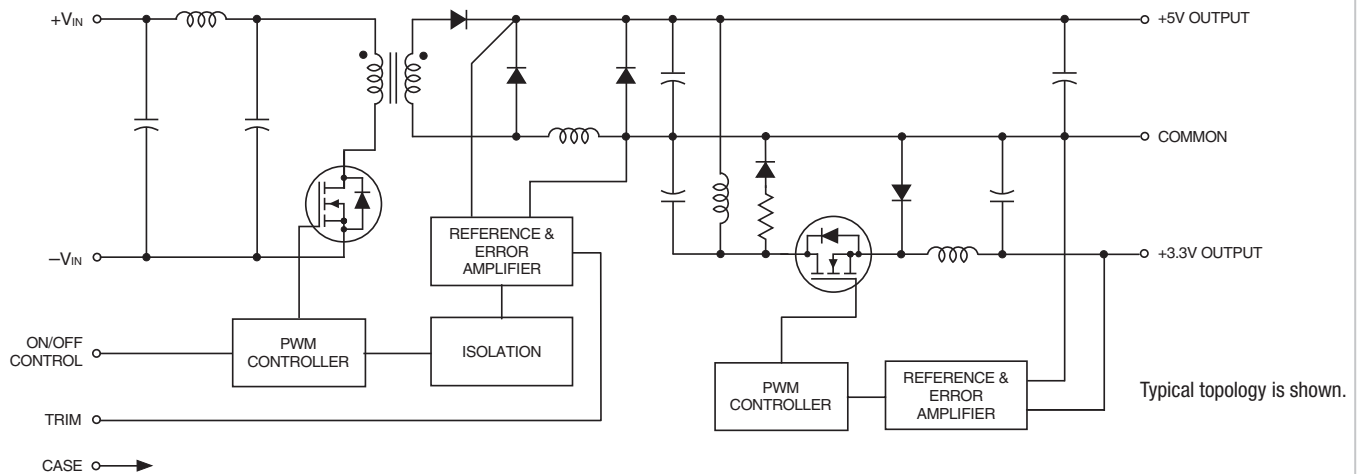 +VIN
+5V OUTPUT
COMMON
–VIN
REFERENCE &
ERROR
AMPLIFIER
+3.3V OUTPUT
ON/OFF
CONTROL
PWM
CONTROLLER
ISOLATION
PWM
CONTROLLER
REFERENCE &
ERROR
AMPLIFIER
Typical topology is shown.
TRIM
CASE